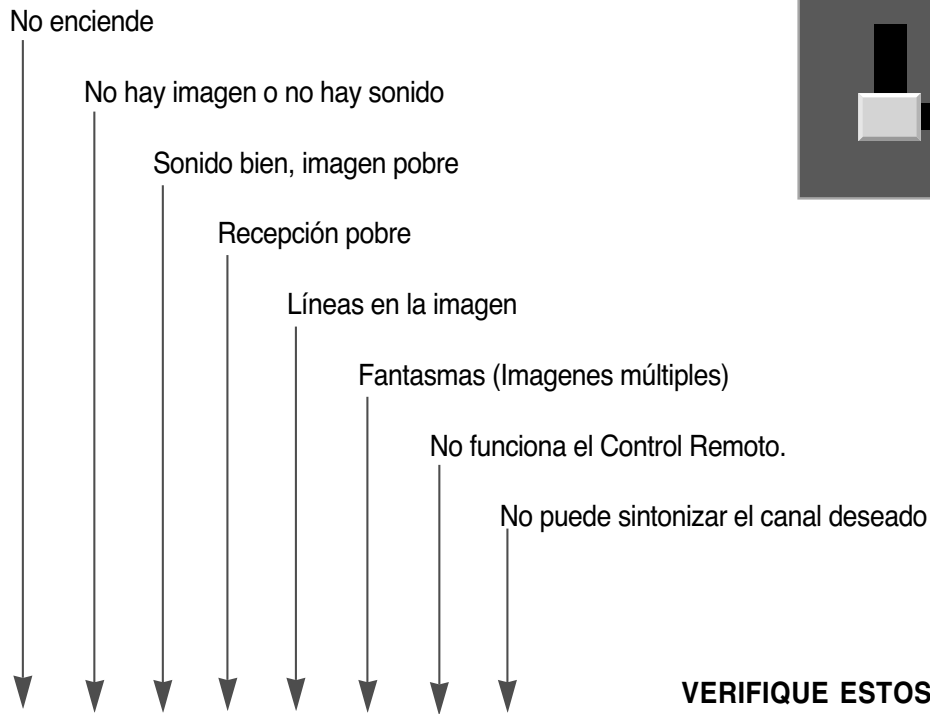 No enciende
No hay imagen o no hay sonido
Sonido bien, imagen pobre
Recepción pobre
Líneas en la imagen
Fantasmas (Imagenes múltiples)
No funciona el Control Remoto.
No puede sintonizar el canal deseado
VERIFIQUE ESTOS